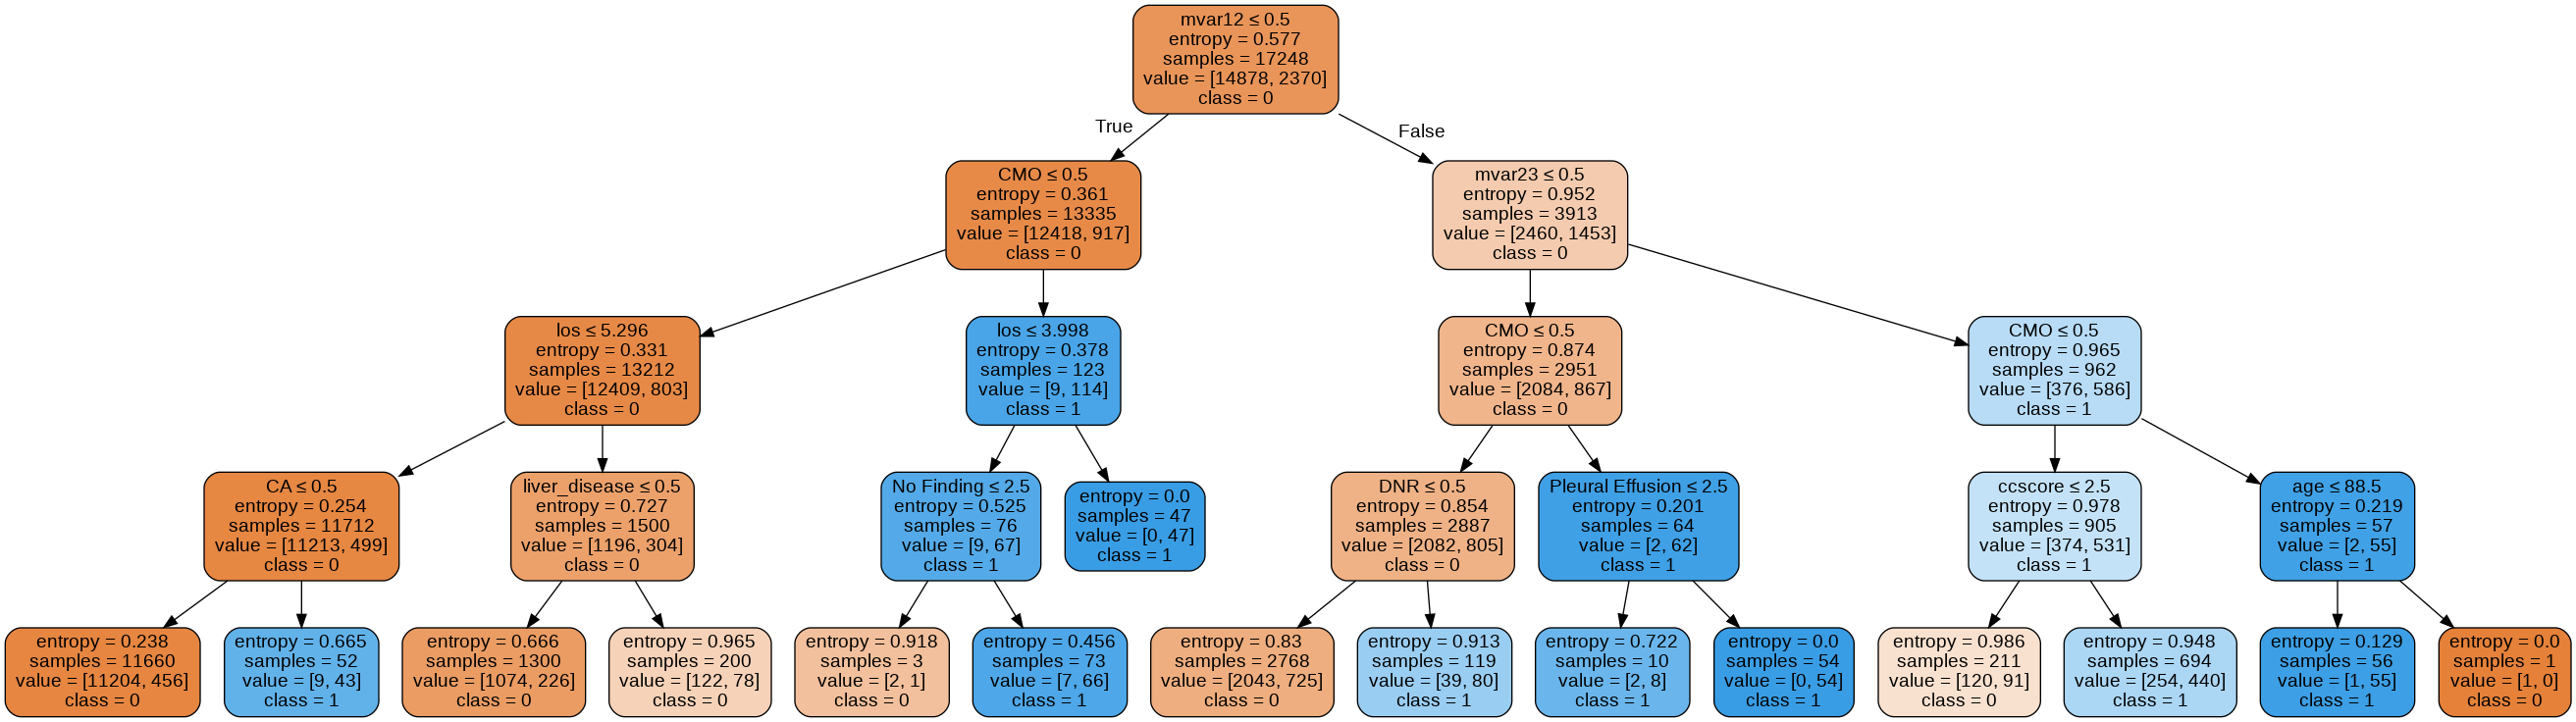 mvar12 ≤ 0.5
entropy = 0.577
samples = 17248
value = [14878, 2370]
class = 0
True
False
CMO ≤ 0.5
entropy = 0.361
samples = 13335
value = [12418, 917]
class = 0
mvar23 ≤ 0.5
entropy = 0.952
samples = 3913
value = [2460, 1453]
class = 0
los ≤ 5.296
entropy = 0.331
samples = 13212
value = [12409, 803]
class = 0
los ≤ 3.998
entropy = 0.378
samples = 123
value = [9, 114]
class = 1
CMO ≤ 0.5
entropy = 0.874
samples = 2951
value = [2084, 867]
class = 0
CMO ≤ 0.5
entropy = 0.965
samples = 962
value = [376, 586]
class = 1
CA ≤ 0.5
entropy = 0.254
samples = 11712
value = [11213, 499]
class = 0
liver_disease ≤ 0.5
entropy = 0.727
samples = 1500
value = [1196, 304]
class = 0
No Finding ≤ 2.5
entropy = 0.525
samples = 76
value = [9, 67]
class = 1
entropy = 0.0
samples = 47
value = [0, 47]
class = 1
DNR ≤ 0.5
entropy = 0.854
samples = 2887
value = [2082, 805]
class = 0
Pleural Effusion ≤ 2.5
entropy = 0.201
samples = 64
value = [2, 62]
class = 1
ccscore ≤ 2.5
entropy = 0.978
samples = 905
value = [374, 531]
class = 1
age ≤ 88.5
entropy = 0.219
samples = 57
value = [2, 55]
class = 1
entropy = 0.238
samples = 11660
value = [11204, 456]
class = 0
entropy = 0.665
samples = 52
value = [9, 43]
class = 1
entropy = 0.666
samples = 1300
value = [1074, 226]
class = 0
entropy = 0.965
samples = 200
value = [122, 78]
class = 0
entropy = 0.918
samples = 3
value = [2, 1]
class = 0
entropy = 0.456
samples = 73
value = [7, 66]
class = 1
entropy = 0.83
samples = 2768
value = [2043, 725]
class = 0
entropy = 0.913
samples = 119
value = [39, 80]
class = 1
entropy = 0.722
samples = 10
value = [2, 8]
class = 1
entropy = 0.0
samples = 54
value = [0, 54]
class = 1
entropy = 0.986
samples = 211
value = [120, 91]
class = 0
entropy = 0.948
samples = 694
value = [254, 440]
class = 1
entropy = 0.129
samples = 56
value = [1, 55]
class = 1
entropy = 0.0
samples = 1
value = [1, 0]
class = 0